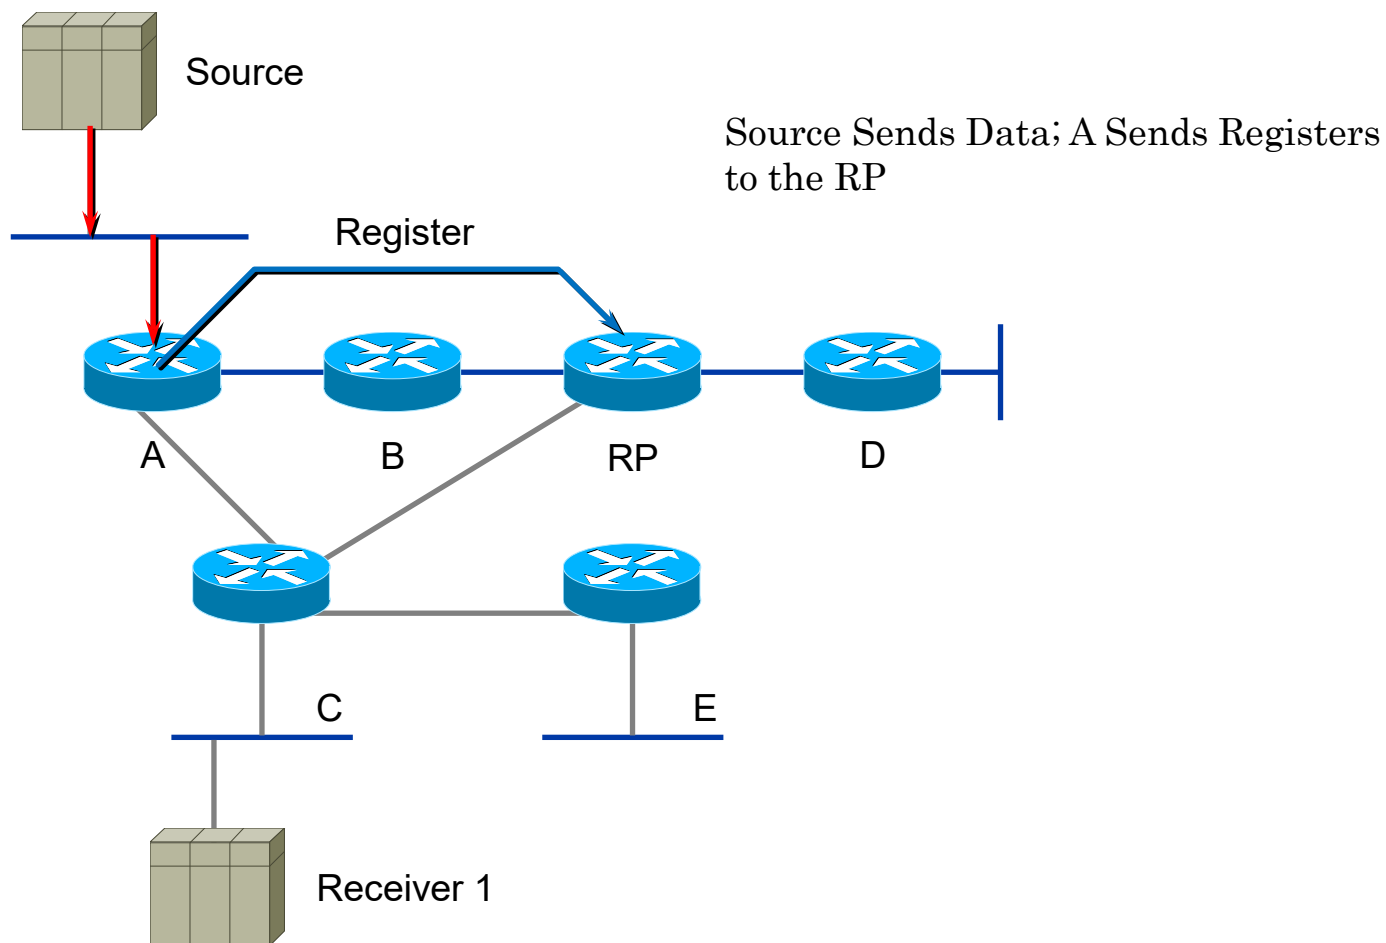 Source
Source Sends Data; A Sends Registers
to the RP
Register
A
B
RP
D
C
E
Receiver 1